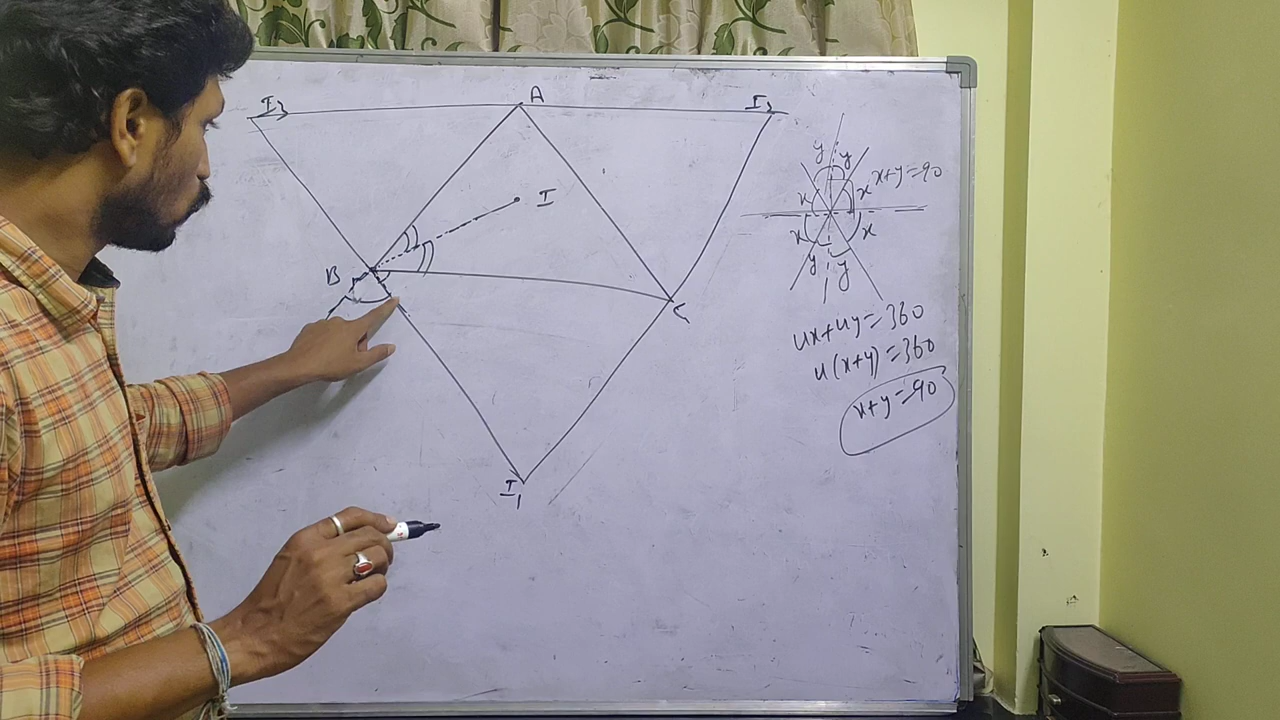 I3 A I2
I
B
C
I1
y y
x x x+y=90
x x
y y
4x+4y=360
4(x+y)=360
x+y=90